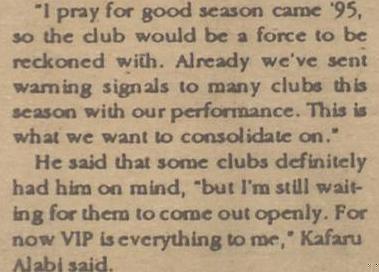 "I pray for good season came '95,
so the club would be a force to be
reckoned with. Already we've sent
warning signals to many clubs this
season with our performance. This is
what we want to consolidate on."
He said that some clubs definitely
had him on mind, "but I'm still wait-
ing for them to come out openly. For
now VIP is everything to me," Kafaru
Alabi said.